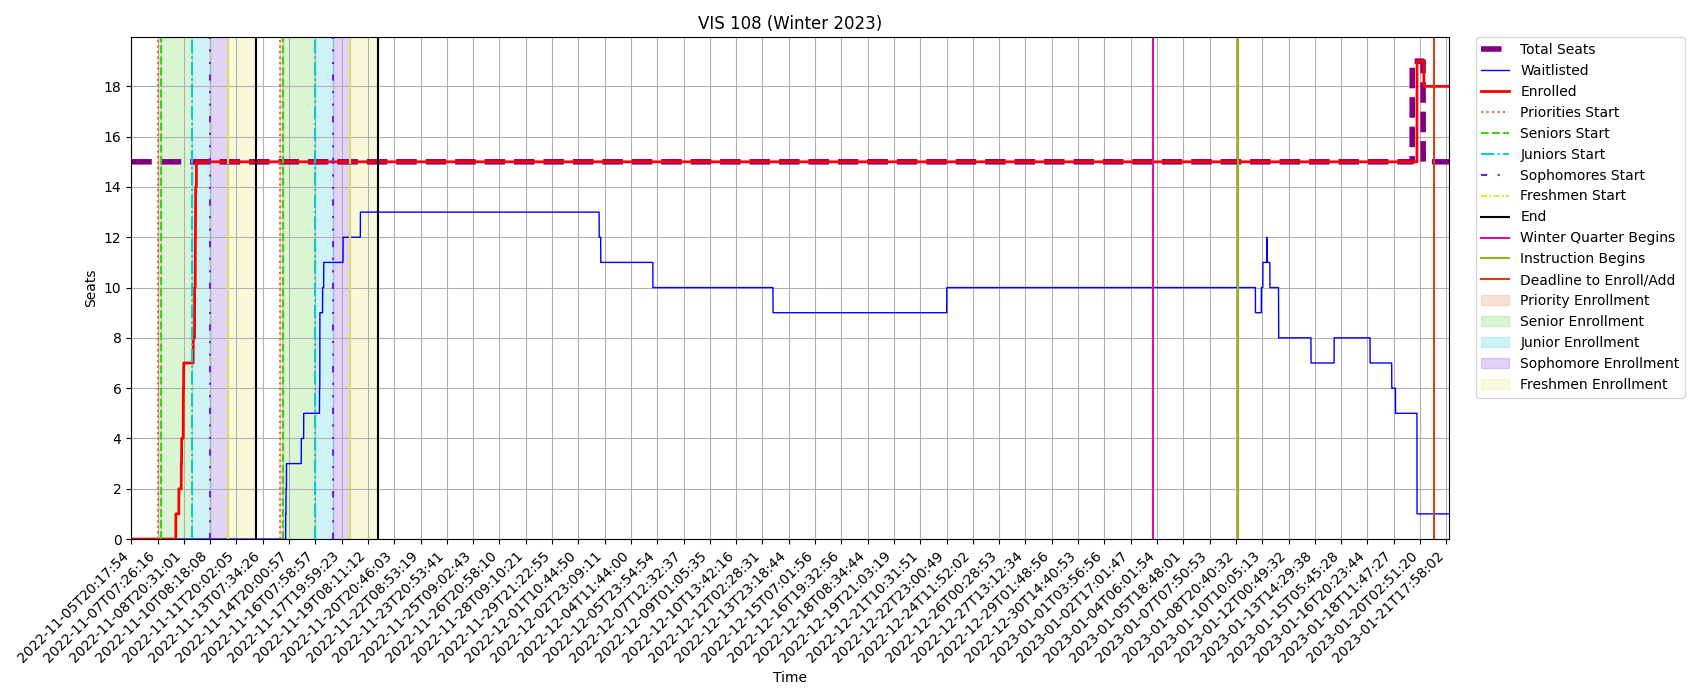 VIS 108 (Winter 2023)
Seats
18
16
14
12
10
8
6
4
2
0
2022-11-05T20:17:54
2022-11-07T07:26:16
2022-11-08T20:31:01
2022-11-10T08:18:08
2022-11-11T20:02:05
2022-11-13T07:34:26
2022-11-14T20:00:57
2022-11-16T07:58:57
2022-11-17T19:59:23
2022-11-19T08:11:12
2022-11-20T20:46:03
2022-11-22T08:53:19
2022-11-23T20:53:41
2022-11-25T09:02:43
2022-11-26T20:58:10
2022-11-28T09:10:21
2022-11-29T21:22:55
2022-12-01T10:44:50
2022-12-02T23:09:11
2022-12-04T11:44:00
2022-12-05T23:54:54
2022-12-07T12:32:37
2022-12-09T01:05:35
2022-12-10T13:42:16
2022-12-12T02:28:31
2022-12-13T23:18:44
2022-12-15T07:01:56
2022-12-16T19:32:56
2022-12-18T08:34:44
2022-12-19T21:03:19
2022-12-21T10:31:51
2022-12-22T23:00:49
2022-12-24T11:52:02
2022-12-26T00:28:53
2022-12-27T13:12:34
2022-12-29T01:48:56
2022-12-30T14:40:53
2023-01-01T03:56:56
2023-01-02T17:01:47
2023-01-04T06:01:54
2023-01-05T18:48:01
2023-01-07T07:50:53
2023-01-08T20:40:32
2023-01-10T10:05:13
2023-01-12T00:49:32
2023-01-13T14:29:38
2023-01-15T05:45:28
2023-01-16T20:23:44
2023-01-18T11:47:27
2023-01-20T02:51:20
2023-01-21T17:58:02
Time
Total Seats
Waitlisted
Enrolled
Priorities Start
Seniors Start
Juniors Start
Sophomores Start
Freshmen Start
End
Winter Quarter Begins
Instruction Begins
Deadline to Enroll/Add
Priority Enrollment
Senior Enrollment
Junior Enrollment
Sophomore Enrollment
Freshmen Enrollment